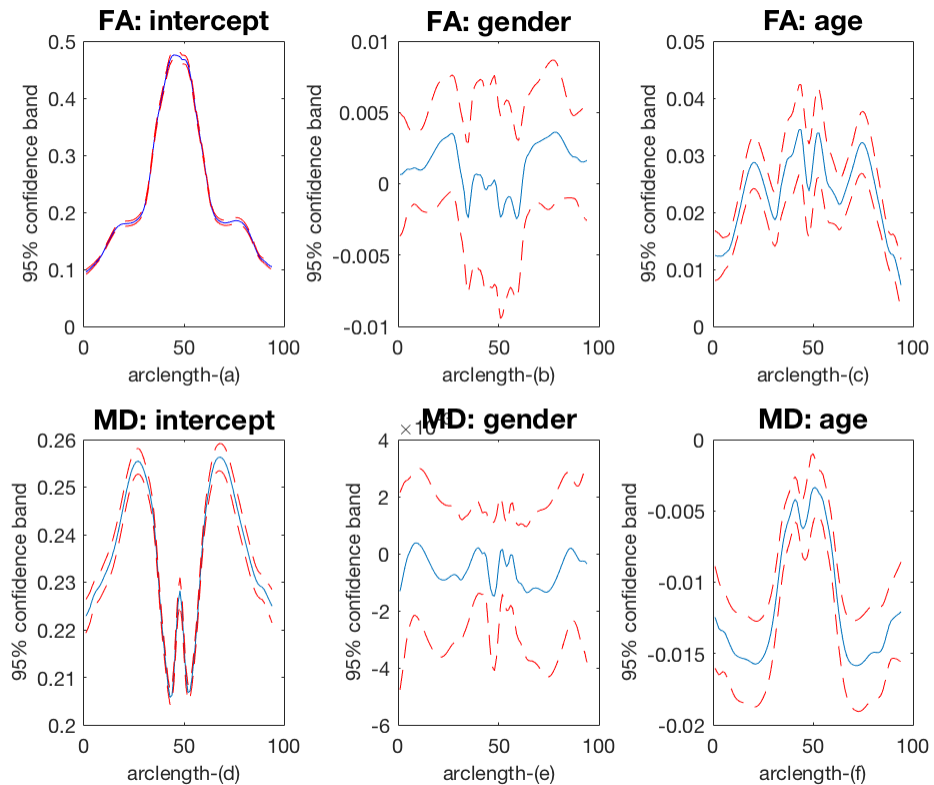 FA: intercept
0.5
0.4
0.3
0.2
0.1
0
0 50 100
95% confidence band
arclength-(a)
FA: gender
0.01
0.005
0
-0.005
-0.01
0 50 100
95% confidence band
arclength-(b)
FA: age
0.05
0.04
0.03
0.02
0.01
0
0 50 100
95% confidence band
arclength-(c)
MD: intercept
0.26
0.25
0.24
0.23
0.22
0.21
0.2
0 50 100
95% confidence band
arclength-(d)
MD: gender
×10
4
2
0
-2
-4
-6
0 50 100
95% confidence band
arclength-(e)
MD: age
0
-0.005
-0.01
-0.015
-0.02
0 50 100
95% confidence band
arclength-(f)